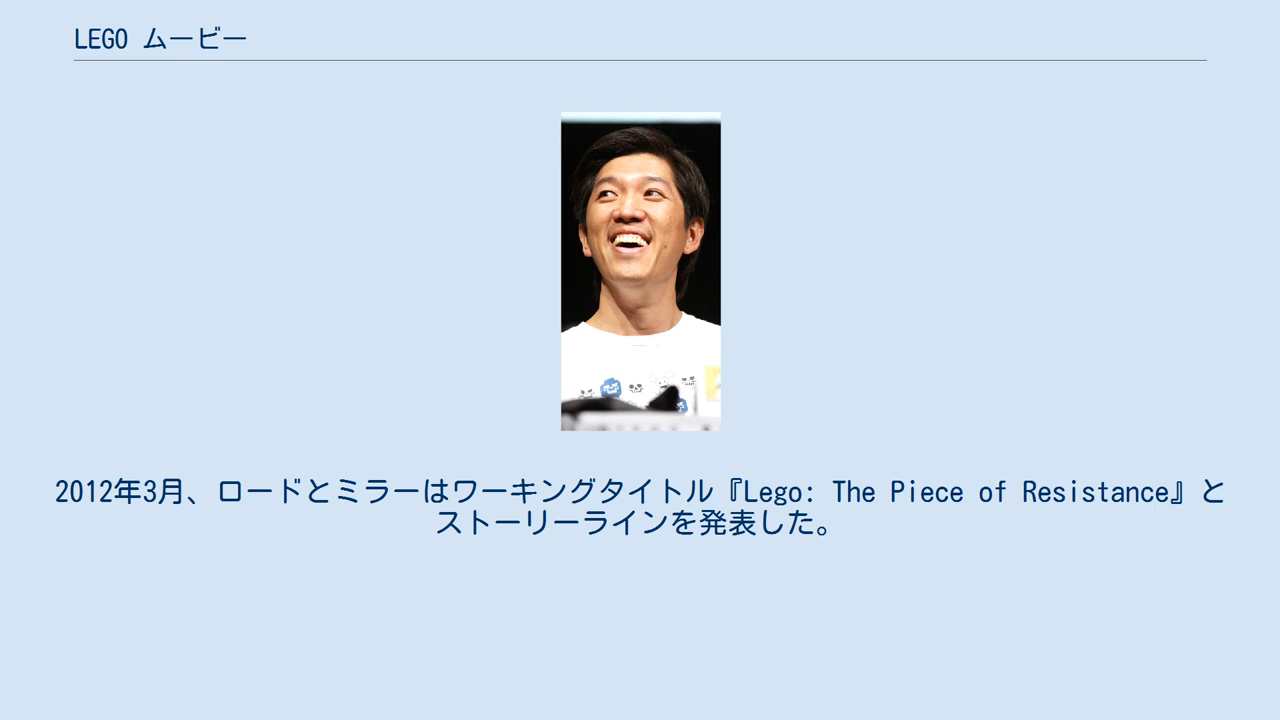 LEGO ムービー
2012年3月、ロードとミラーはワーキングタイトル『Lego: The Piece of Resistance』と
ストーリーラインを発表した。